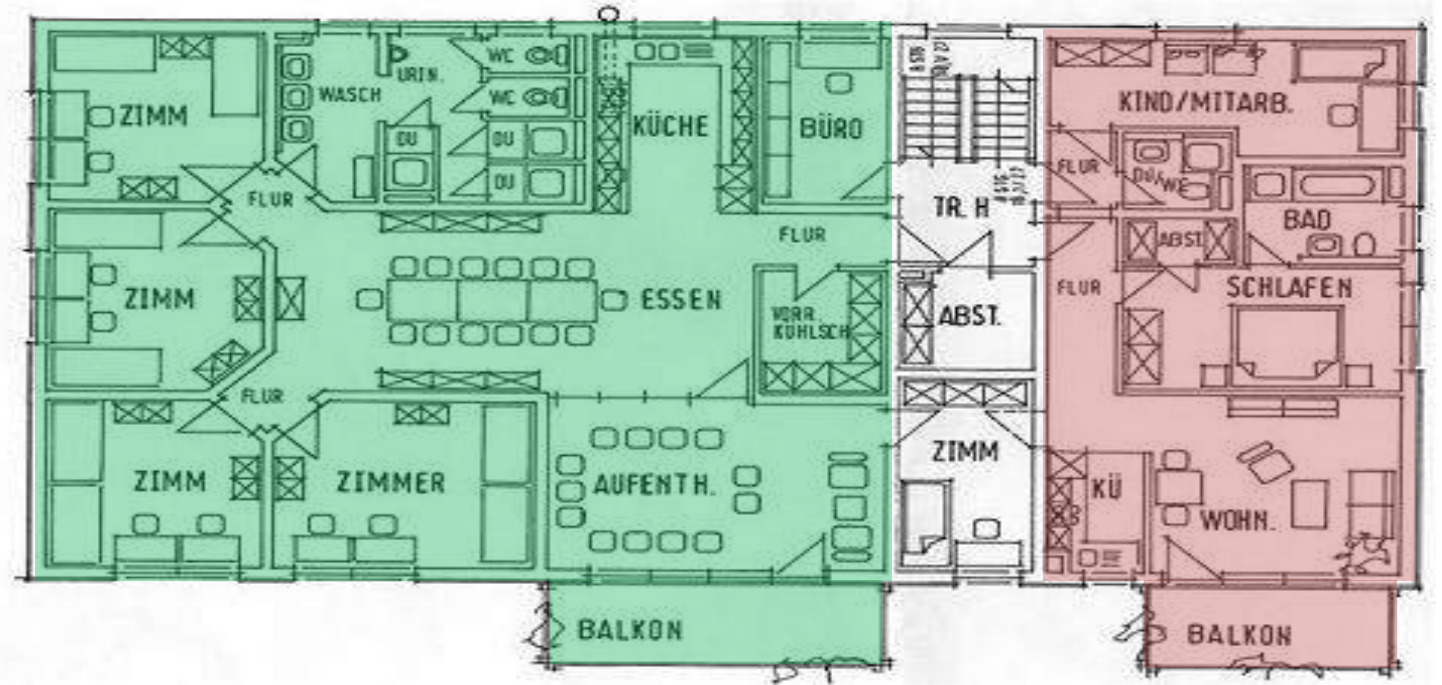 ZIMM
WASCH
URIN.
WC
WC
DU
DU
DU
KÜCHE
BÜRO
FLUR
ZIMM
ESSEN
FLUR
VORR.
KÜHLSCH
FLUR
ZIMM
ZIMMER
AUFENTH.
BALKON
TR. H
ABST.
ZIMM
KIND/MITARB.
FLUR
DU/WC
BAD
ABST.
FLUR
SCHLAFEN
KÜ
WOHN.
BALKON